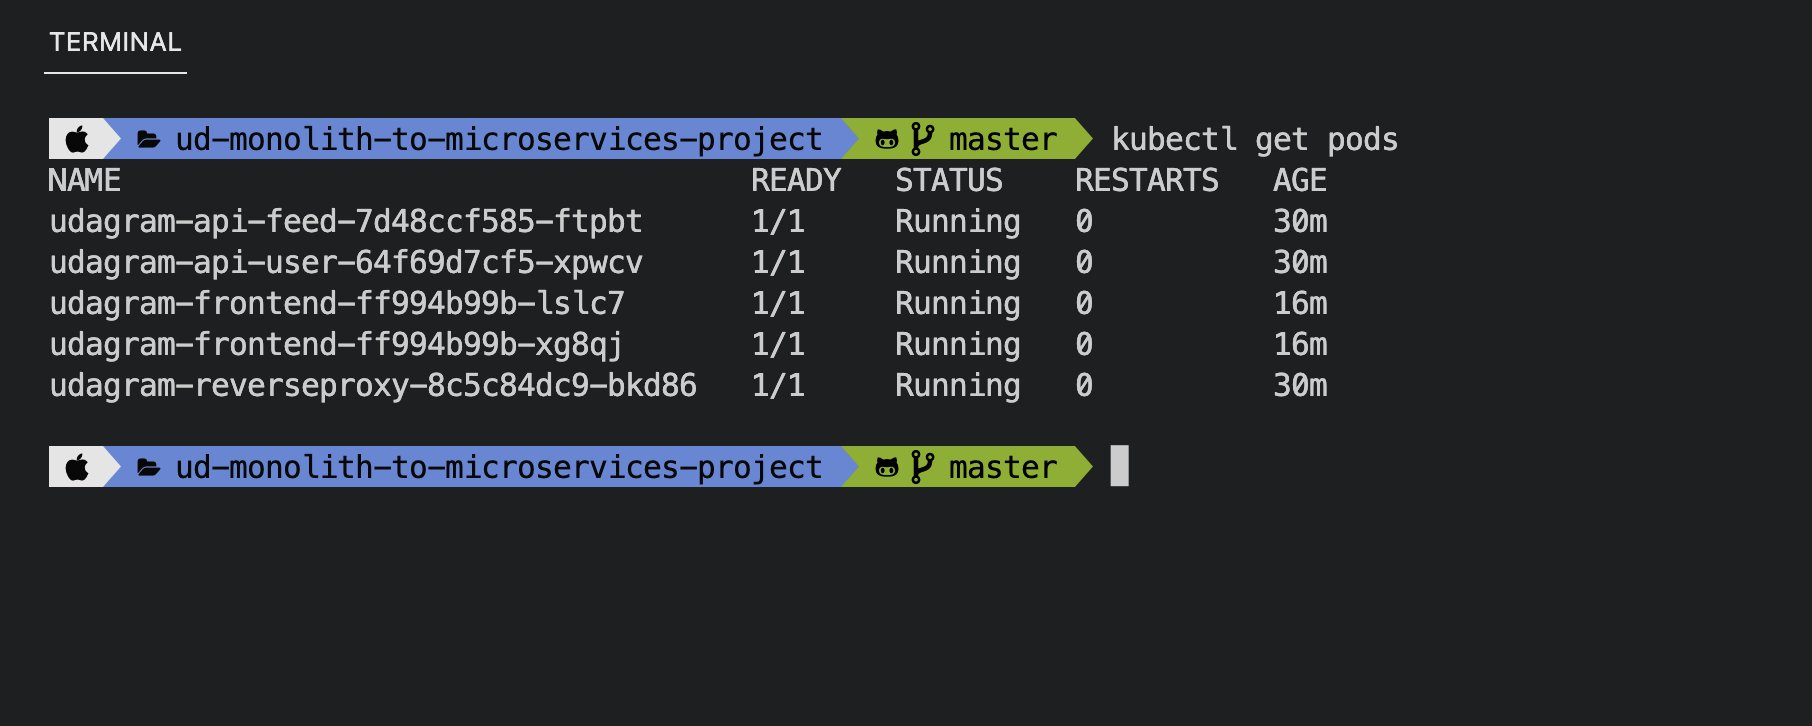 TERMINAL
ud-monolith-to-microservices-project master kubectl get pods
NAME READY STATUS RESTARTS AGE
udagram-api-feed-7d48ccf585-ftpbt 1/1 Running 0 30m
udagram-api-user-64f69d7cf5-xpwcv 1/1 Running 0 30m
udagram-frontend-ff994b99b-lslc7 1/1 Running 0 16m
udagram-frontend-ff994b99b-xg8qj 1/1 Running 0 16m
udagram-reverseproxy-8c5c84dc9-bkd86 1/1 Running 0 30m
ud-monolith-to-microservices-project master